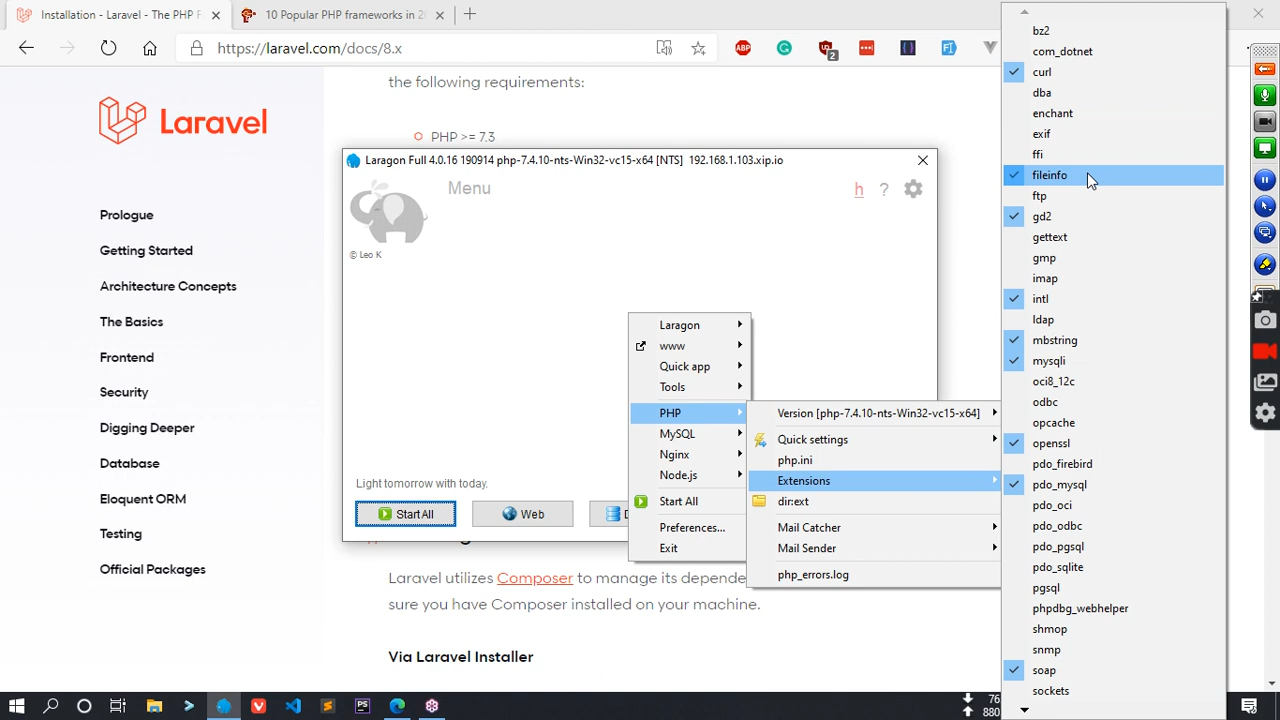 Installation - Laravel - The PHP F
10 Popular PHP frameworks in 2
https://laravel.com/docs/8.x
ABP
2
the following requirements:
Laravel
PHP >= 7.3
Laragon Full 4.0.16 190914 php-7.4.10-nts-Win32-vc15-x64 [NTS] 192.168.1.103.xip.io
Menu
h ?
© Leo K
Prologue
Getting Started
Architecture Concepts
The Basics
Frontend
Security
Digging Deeper
Database
Eloquent ORM
Testing
Official Packages
Light tomorrow with today.
Start All
Web
D
Laragon
www
Quick app
Tools
PHP
MySQL
Nginx
Node.js
Start All
Preferences...
Exit
Version [php-7.4.10-nts-Win32-vc15-x64]
Quick settings
php.ini
Extensions
dir:ext
Mail Catcher
Mail Sender
php_errors.log
bz2
com_dotnet
curl
dba
enchant
exif
ffi
fileinfo
ftp
gd2
gettext
gmp
imap
intl
ldap
mbstring
mysqli
oci8_12c
odbc
opcache
openssl
pdo_firebird
pdo_mysql
pdo_oci
pdo_odbc
pdo_pgsql
pdo_sqlite
pgsql
phpdbg_webhelper
shmop
snmp
soap
sockets
Laravel utilizes Composer to manage its depende
sure you have Composer installed on your machine.
Via Laravel Installer
PS
76
880